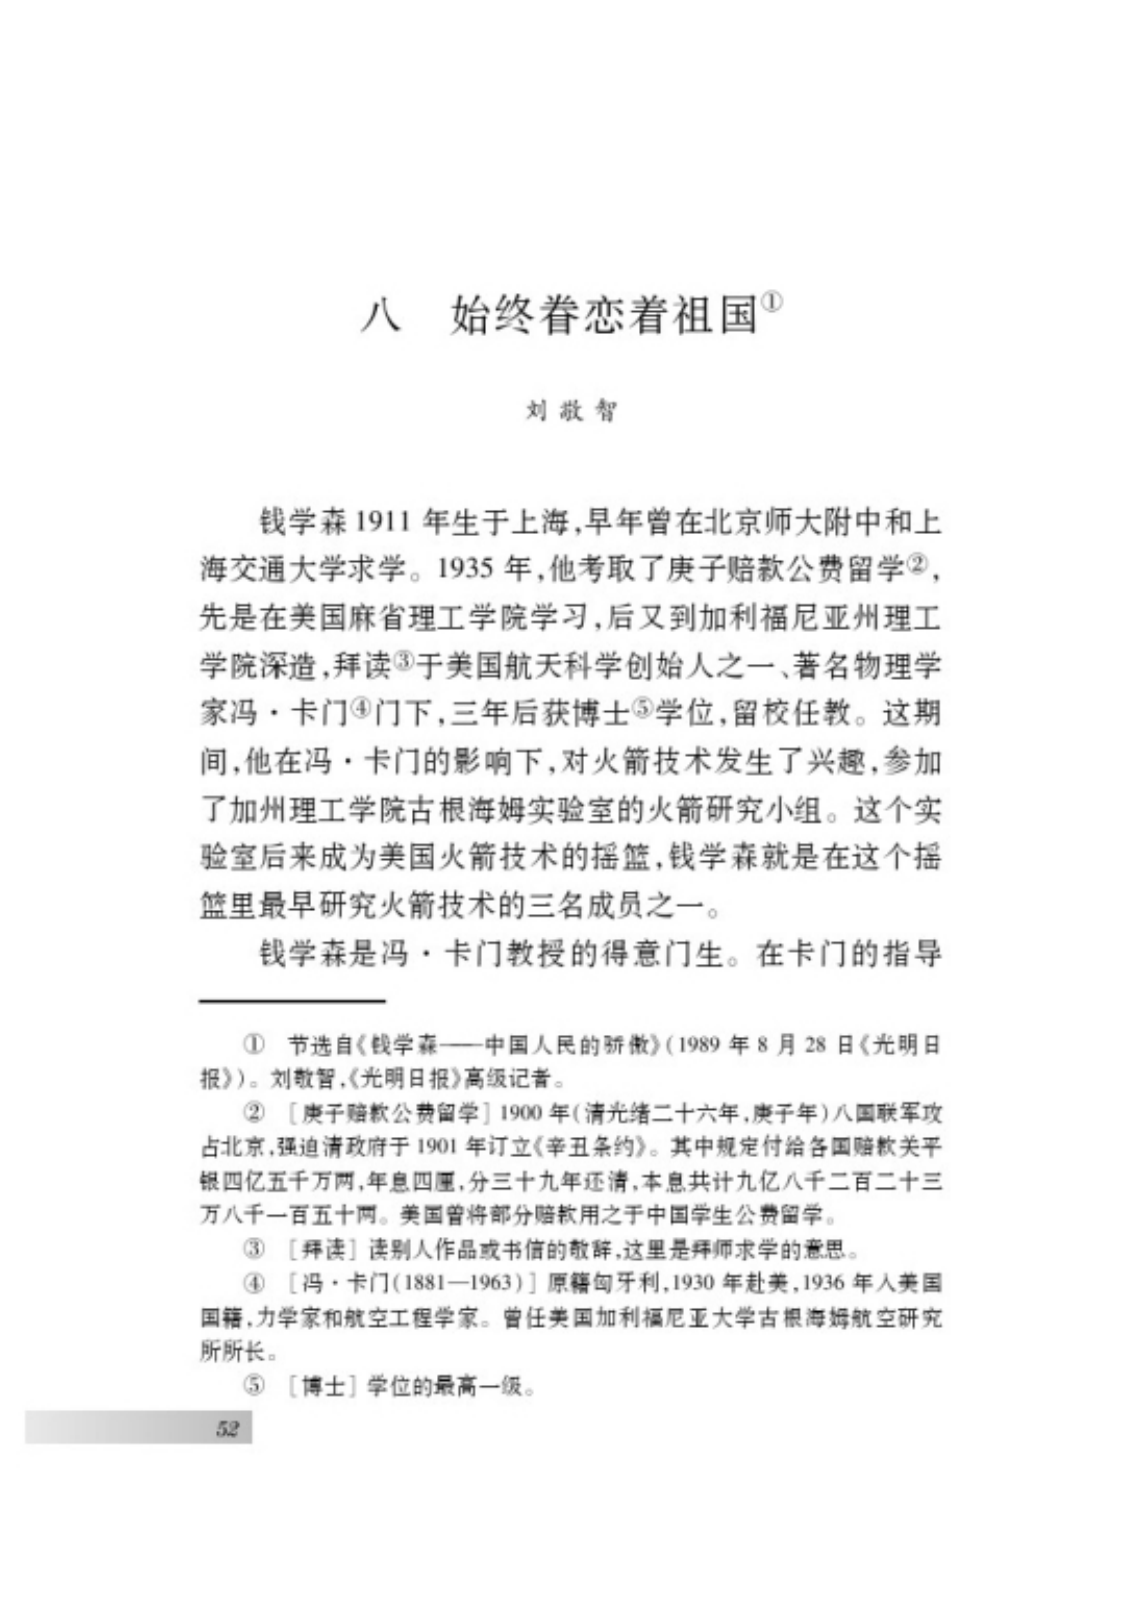 八　始终眷恋着祖国①
刘敬智
钱学森1911年生于上海,早年曾在北京师大附中和上
海交通大学求学。1935年,他考取了庚子赔款公费留学②,
先是在美国麻省理工学院学习,后又到加利福尼亚州理工
学院深造,拜读③于美国航天科学创始人之一、著名物理学
家冯·卡门④门下,三年后获博士⑤学位,留校任教。这期
间,他在冯·卡门的影响下,对火箭技术发生了兴趣,参加
了加州理工学院古根海姆实验室的火箭研究小组。这个实
验室后来成为美国火箭技术的摇篮,钱学森就是在这个摇
篮里最早研究火箭技术的三名成员之一。
钱学森是冯·卡门教授的得意门生。在卡门的指导
①　节选自《钱学森——中国人民的骄傲》(1989年8月28日《光明日
报》)。刘敬智,《光明日报》高级记者。
②　[庚子赔款公费留学] 1900年(清光绪二十六年,庚子年)八国联军攻
占北京,强迫清政府于1901年订立《辛丑条约》。其中规定付给各国赔款关平
银四亿五千万两,年息四厘,分三十九年还清,本息共计九亿八千二百二十三
万八千一百五十两。美国曾将部分赔款用之于中国学生公费留学。
③　[拜读] 读别人作品或书信的敬辞,这里是拜师求学的意思。
④　[冯·卡门(1881—1963)] 原籍匈牙利,1930年赴美,1936年入美国
国籍,力学家和航空工程学家。曾任美国加利福尼亚大学古根海姆航空研究
所所长。
⑤　[博士] 学位的最高一级。
52